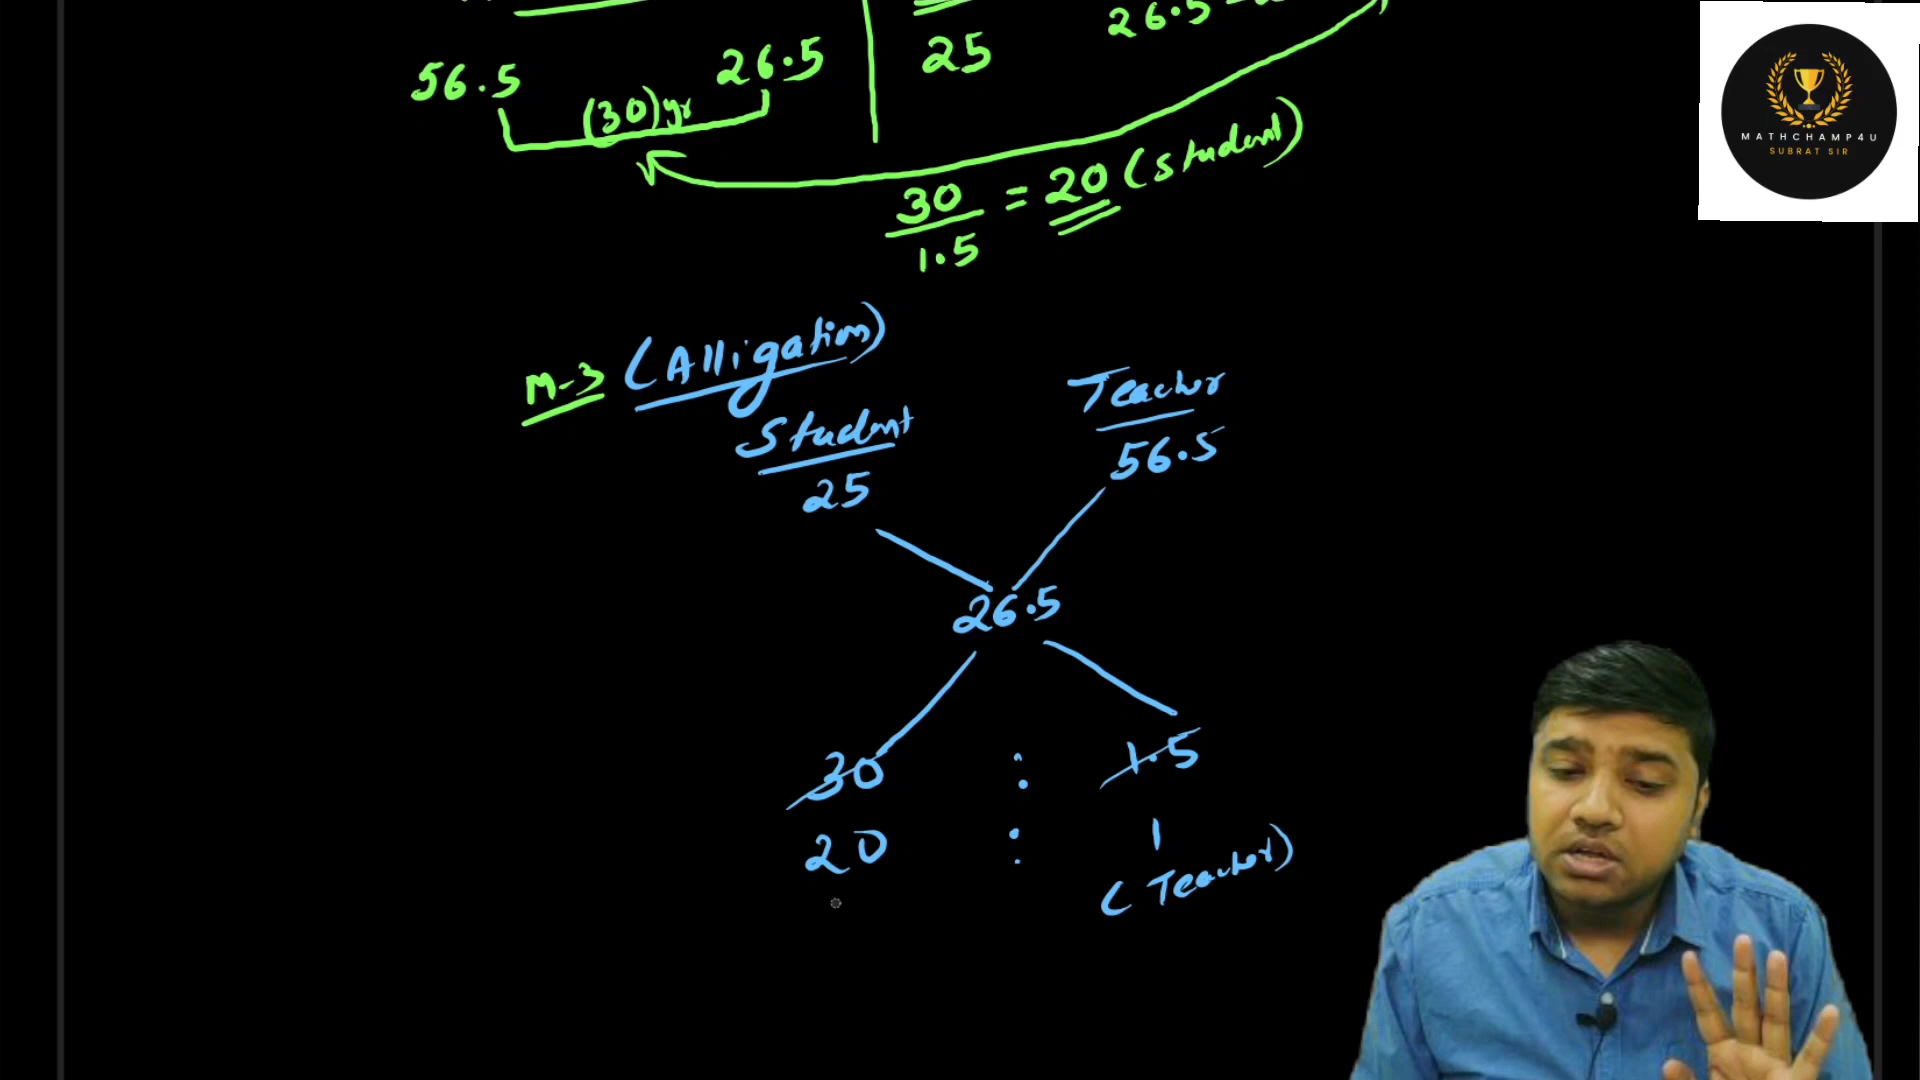 56.5 26.5 25 26.5
(30)yr
30/1.5 = 20 (Student)
M-3 (Alligation)
Student Teacher
25 56.5
26.5
30 : 1.5
20 : 1
(Teacher)
MATHCHAMP4U
SUBRAT SIR